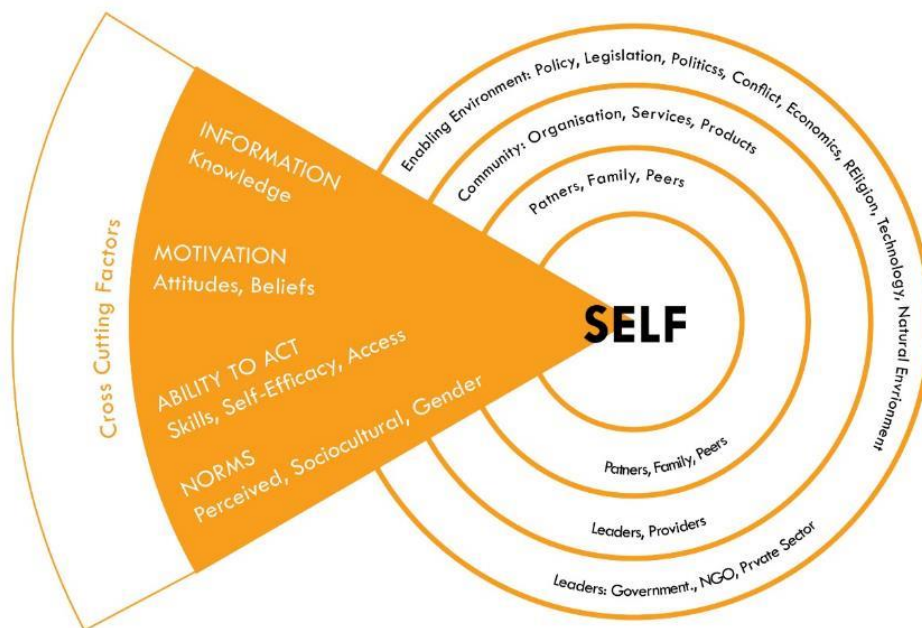 Cross Cutting Factors
INFORMATION
Knowledge
MOTIVATION
Attitudes, Beliefs
ABILITY TO ACT
Skills, Self-Efficacy, Access
NORMS
Perceived, Sociocultural, Gender
Enabling Environment: Policy, Legislation, Politicss, Conflict, Economics, REligion, Technology, Natural Envrionment
Community: Organisation, Services, Products
Patners, Family, Peers
SELF
Patners, Family, Peers
Leaders, Providers
Leaders: Government., NGO, Prvate Sector